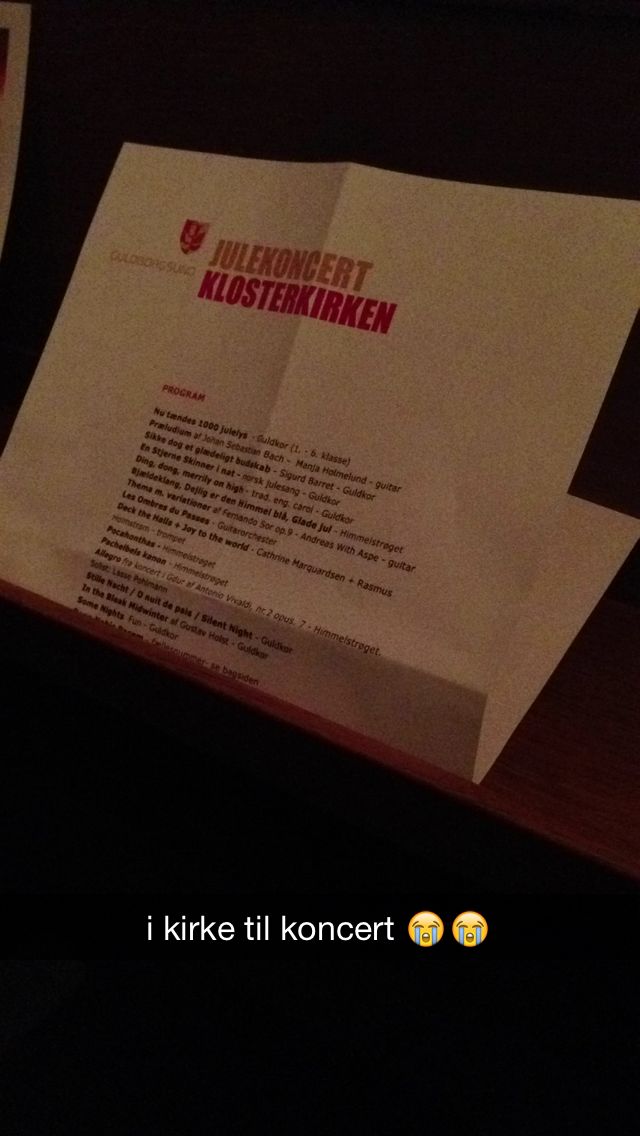 GULDBORGSUND
JULEKONCERT
KLOSTERKIRKEN
PROGRAM
Nu tændes 1000 julelys - Guldkor (1. - 6. klasse)
Præludium af Johan Sebastian Bach - Manja Holmelund - guitar
Sikke dog et glædeligt budskab - Sigurd Barret - Guldkor
En Stjerne Skinner i nat - norsk julesang - Guldkor
Ding, dong, merrily on high - trad. eng. carol - Guldkor
Bjældeklang, Dejlig er den Himmel blå, Glade jul - Himmelstrøget
Thema m. variationer af Fernando Sor op.9 - Andreas With Aspe - guitar
Les Ombres du Passes - Guitarorchester
Deck the Halls + Joy to the world - Cathrine Marquardsen + Rasmus
Holmstrøm - trompet
Pocahonthas - Himmelstrøget
Pachelbels kanon - Himmelstrøget
Allegro fra koncert i Gdur af Antonio Vivaldi, nr.2 opus. 7 - Himmelstrøget.
Solist: Lasse Pohlmann
Stille Nacht / O nuit de paix / Silent Night - Guldkor
In the Bleak Midwinter af Gustav Holst - Guldkor
Some Nights Fun - Guldkor
- fællesnummer- se bagsiden
i kirke til koncert 😭😭